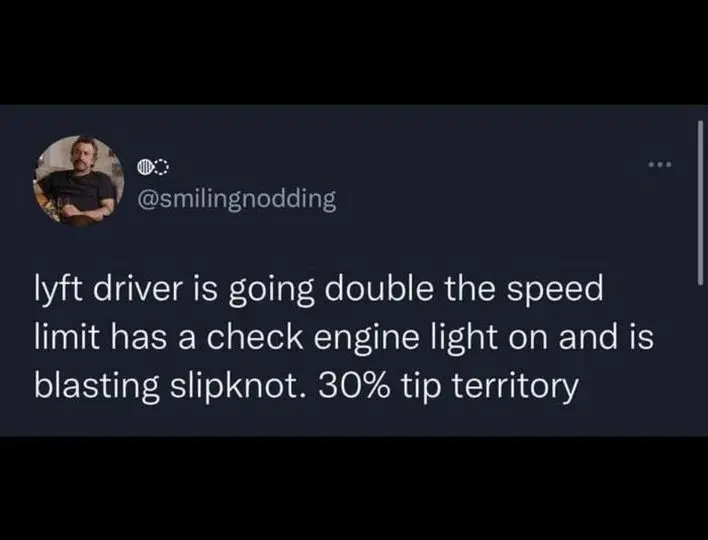 @smilingnodding
lyft driver is going double the speed
limit has a check engine light on and is
blasting slipknot. 30% tip territory